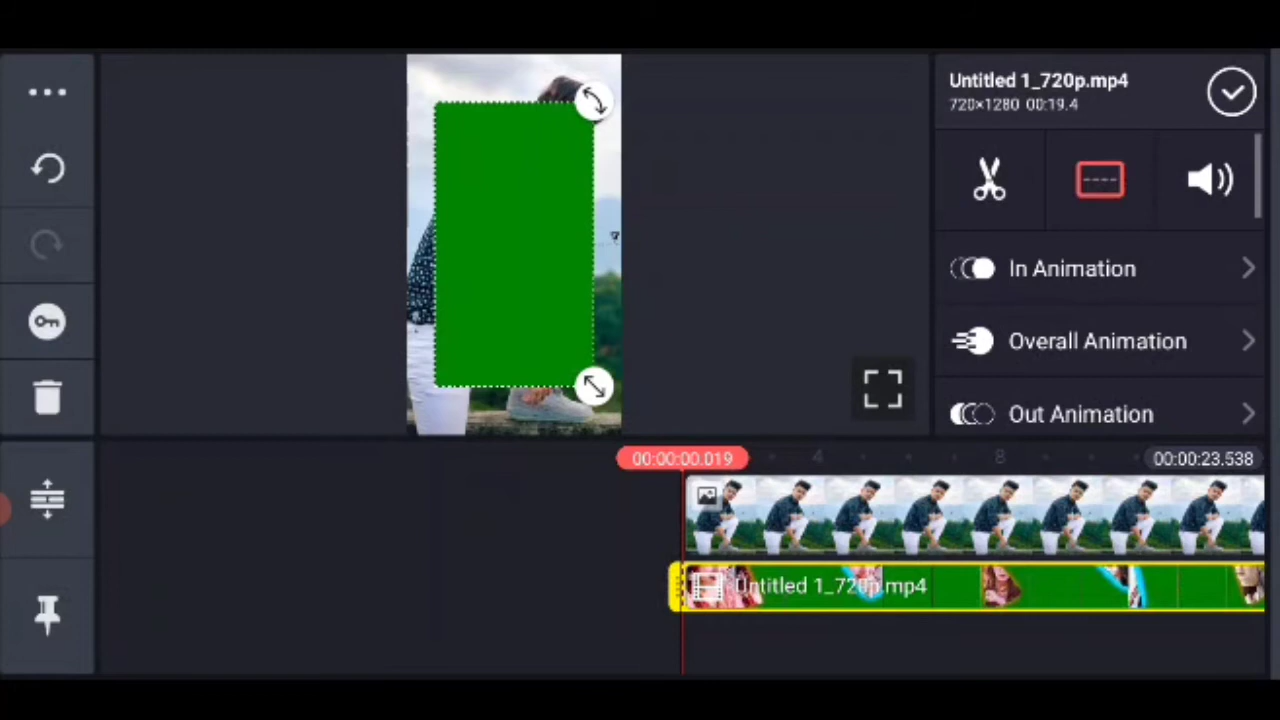 Untitled 1_720p.mp4
720×1280 00:19.4
In Animation
Overall Animation
Out Animation
00:00:00.019
4
8
00:00:23.538
Untitled 1_720p.mp4